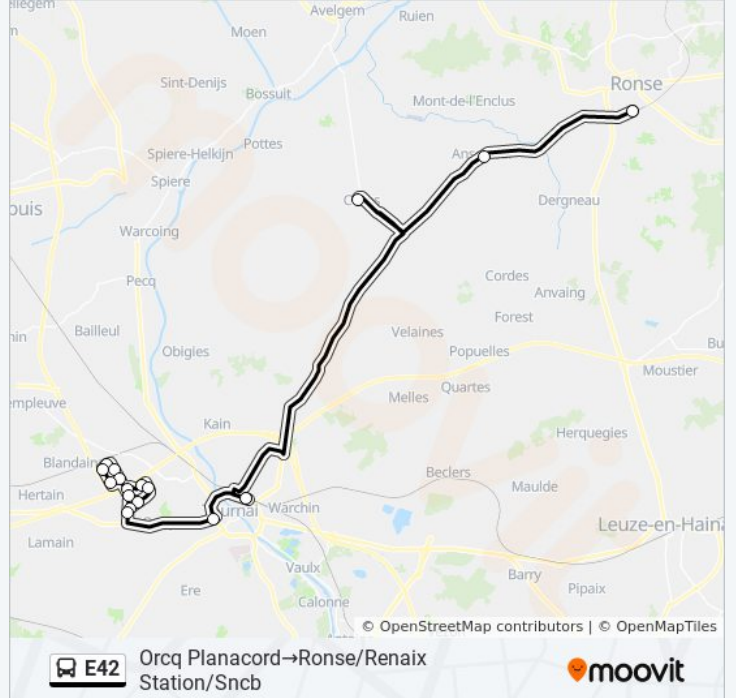 Avelgem
Ruien
Moen
Ronse
Sint-Denijs
Bossuit
Mont-de-l'Enclus
Pottes
Spiere-Helkijn
Spiere
Dergneau
Warcoing
Pecq
Cordes
Anvaing
Forest
Bailleul
Velaines
Obigies
Popuelles
Moustier
Melles
Quartes
Kain
Herquegies
Blandain
Beclers
Maulde
Hertain
Warchin
Leuze-en-Hain
Lamain
Barry
Vaulx
Ere
Pipaix
Calonne
© OpenStreetMap contributors | © OpenMapTiles
E42
Orcq Planacord→Ronse/Renaix
Station/Sncb
moovit